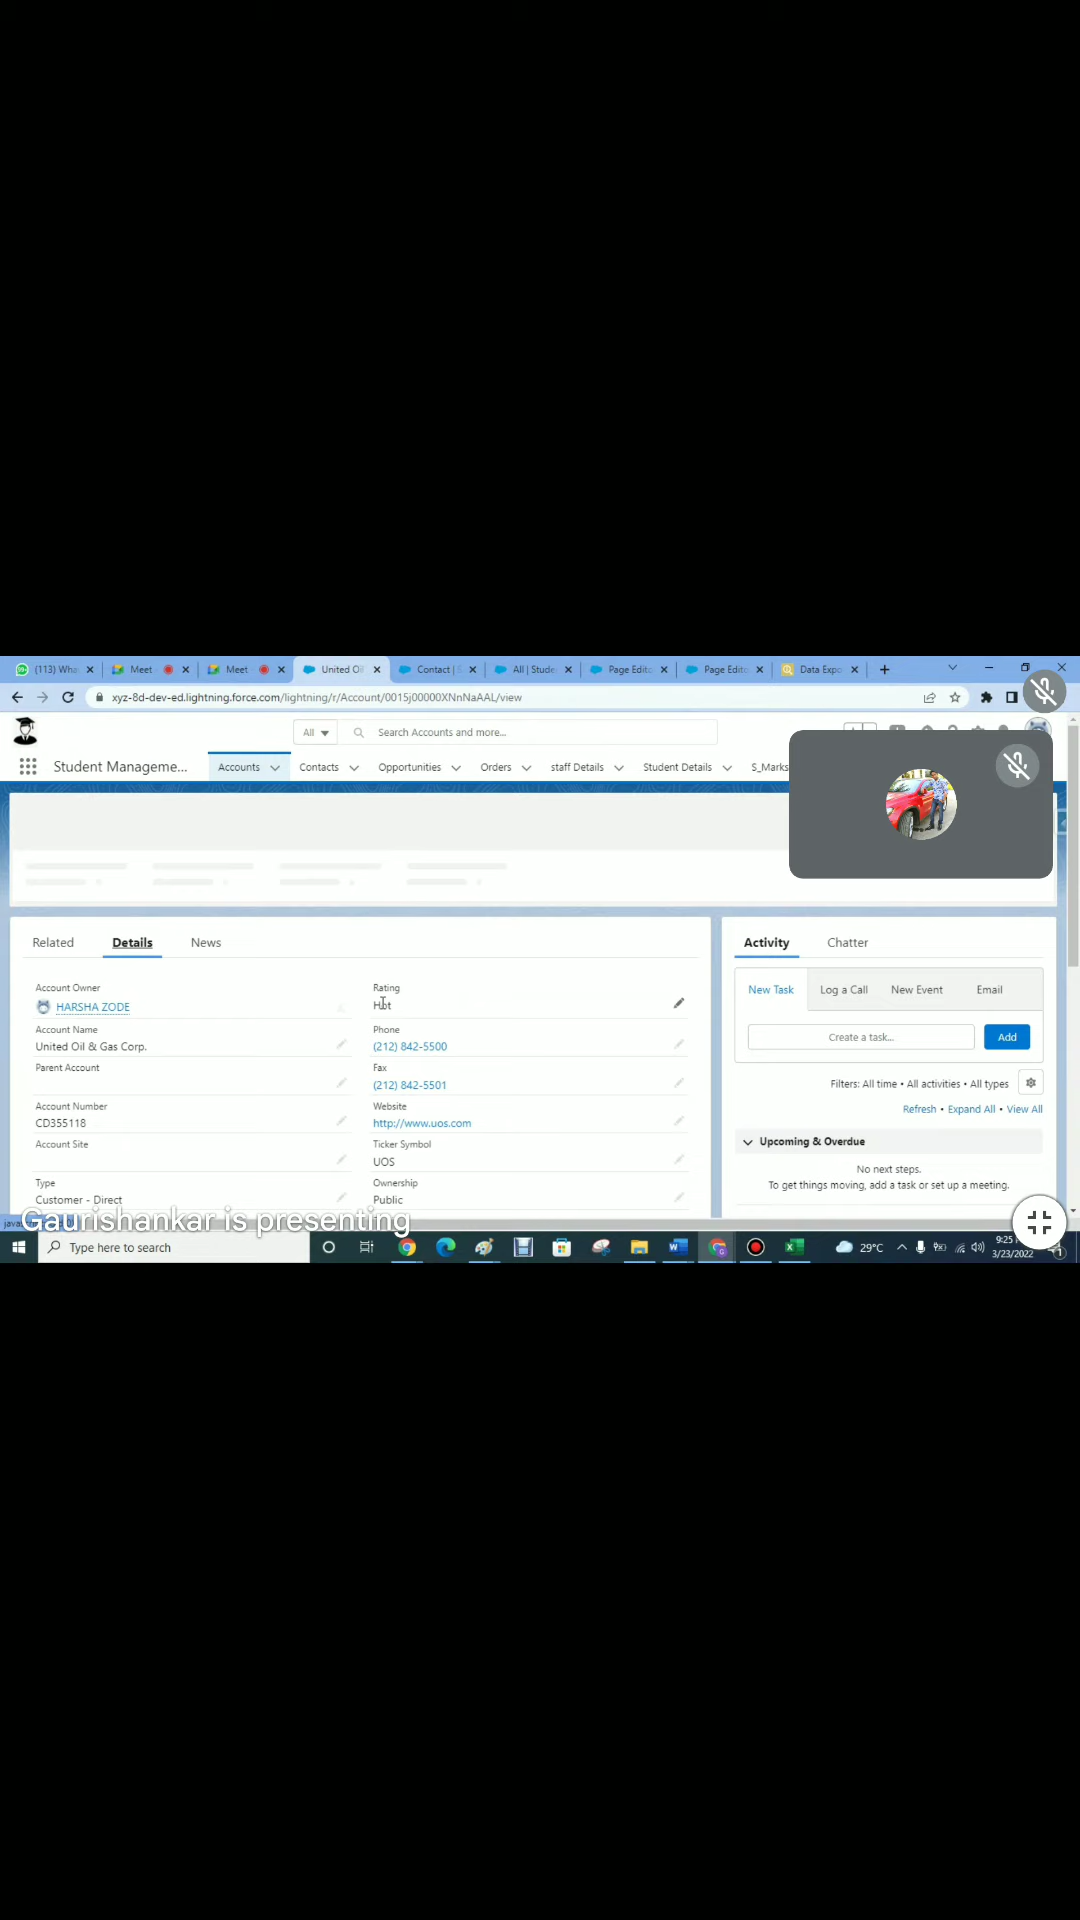 (113) Wha
Meet
Meet
United Oil
Contact | S
All | Stude
Page Edito
Page Edito
Data Expo
xyz-8d-dev-ed.lightning.force.com/lightning/r/Account/0015j00000XNnNaAAL/view
All
Search Accounts and more...
Student Manageme...
Accounts
Contacts
Opportunities
Orders
staff Details
Student Details
S_Marks
Related
Details
News
Account Owner
HARSHA ZODE
Rating
Hot
Account Name
United Oil & Gas Corp.
Phone
(212) 842-5500
Parent Account
Fax
(212) 842-5501
Account Number
CD355118
Website
http://www.uos.com
Account Site
Ticker Symbol
UOS
Type
Customer - Direct
Ownership
Public
Activity
Chatter
New Task
Log a Call
New Event
Email
Create a task...
Add
Filters: All time • All activities • All types
Refresh • Expand All • View All
Upcoming & Overdue
No next steps.
To get things moving, add a task or set up a meeting.
Gaurishankar is presenting
Type here to search
29°C
9:25
3/23/2022